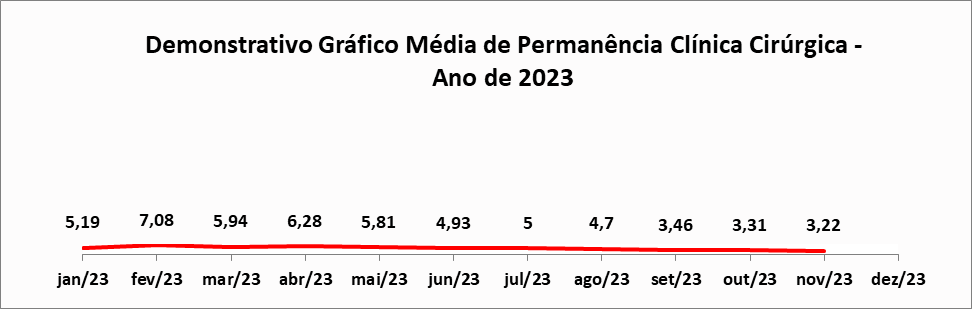 Demonstrativo Gráfico Média de Permanência Clínica Cirúrgica -
Ano de 2023
5,19 7,08 5,94 6,28 5,81 4,93 5 4,7 3,46 3,31 3,22
jan/23 fev/23 mar/23 abr/23 mai/23 jun/23 jul/23 ago/23 set/23 out/23 nov/23 dez/23